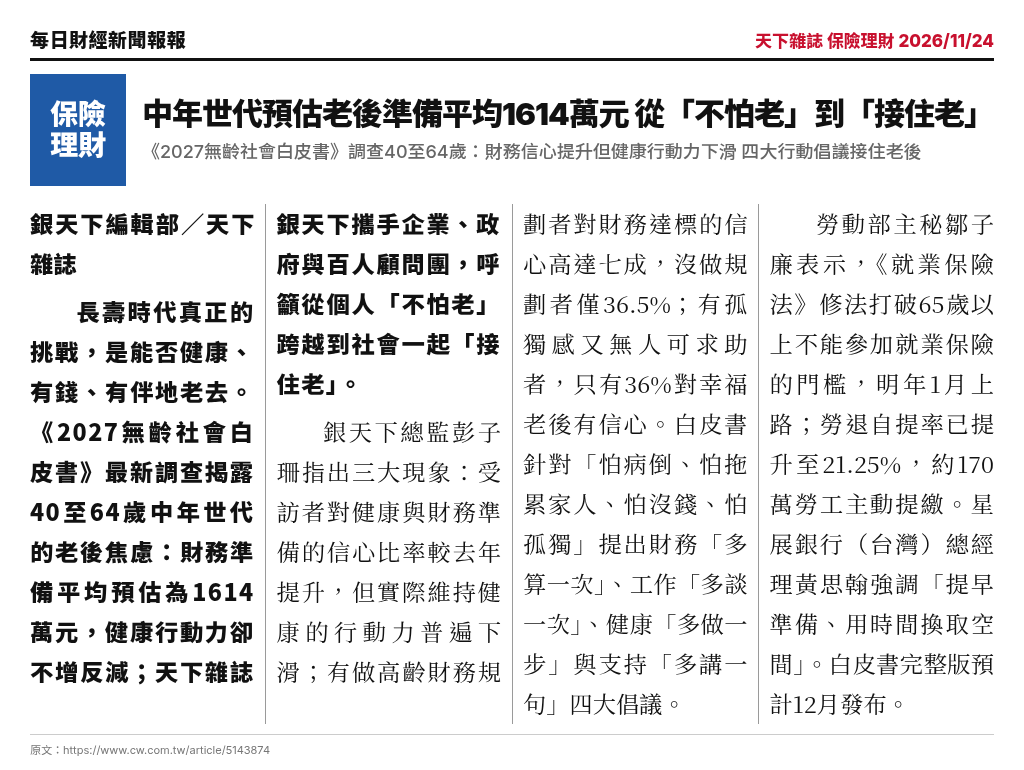 每日財經新聞報報
天下雜誌 保險理財 2026/11/24
保險
理財
中年世代預估老後準備平均1614萬元 從「不怕老」到「接住老」
《2027無齡社會白皮書》調查40至64歲：財務信心提升但健康行動力下滑 四大行動倡議接住老後
銀天下編輯部／天下
雜誌
長壽時代真正的
挑戰，是能否健康、
有錢、有伴地老去。
《2027無齡社會白
皮書》最新調查揭露
40至64歲中年世代
的老後焦慮：財務準
備平均預估為1614
萬元，健康行動力卻
不增反減；天下雜誌
銀天下攜手企業、政
府與百人顧問團，呼
籲從個人「不怕老」
跨越到社會一起「接
住老」。
銀天下總監彭子
珊指出三大現象：受
訪者對健康與財務準
備的信心比率較去年
提升，但實際維持健
康的行動力普遍下
滑；有做高齡財務規
劃者對財務達標的信
心高達七成，沒做規
劃者僅36.5%；有孤
獨感又無人可求助
者，只有36%對幸福
老後有信心。白皮書
針對「怕病倒、怕拖
累家人、怕沒錢、怕
孤獨」提出財務「多
算一次」、工作「多談
一次」、健康「多做一
步」與支持「多講一
句」四大倡議。
勞動部主秘鄒子
廉表示，《就業保險
法》修法打破65歲以
上不能參加就業保險
的門檻，明年1月上
路；勞退自提率已提
升至21.25%，約170
萬勞工主動提繳。星
展銀行（台灣）總經
理黃思翰強調「提早
準備、用時間換取空
間」。白皮書完整版預
計12月發布。
原文：https://www.cw.com.tw/article/5143874